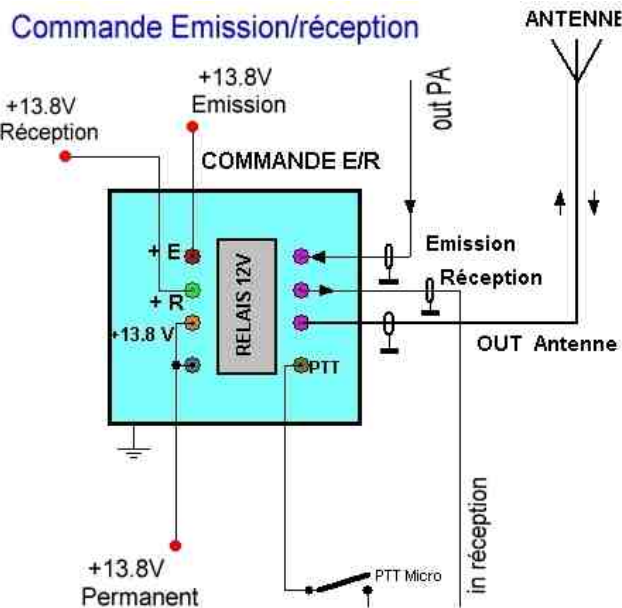 Commande Emission/réception
ANTENNE
+13.8V
Emission
+13.8V
Réception
out PA
COMMANDE E/R
+ E
Emission
Réception
+ R
RELAIS 12V
+13.8 V
OUT Antenne
PTT
in réception
+13.8V
Permanent
PTT Micro